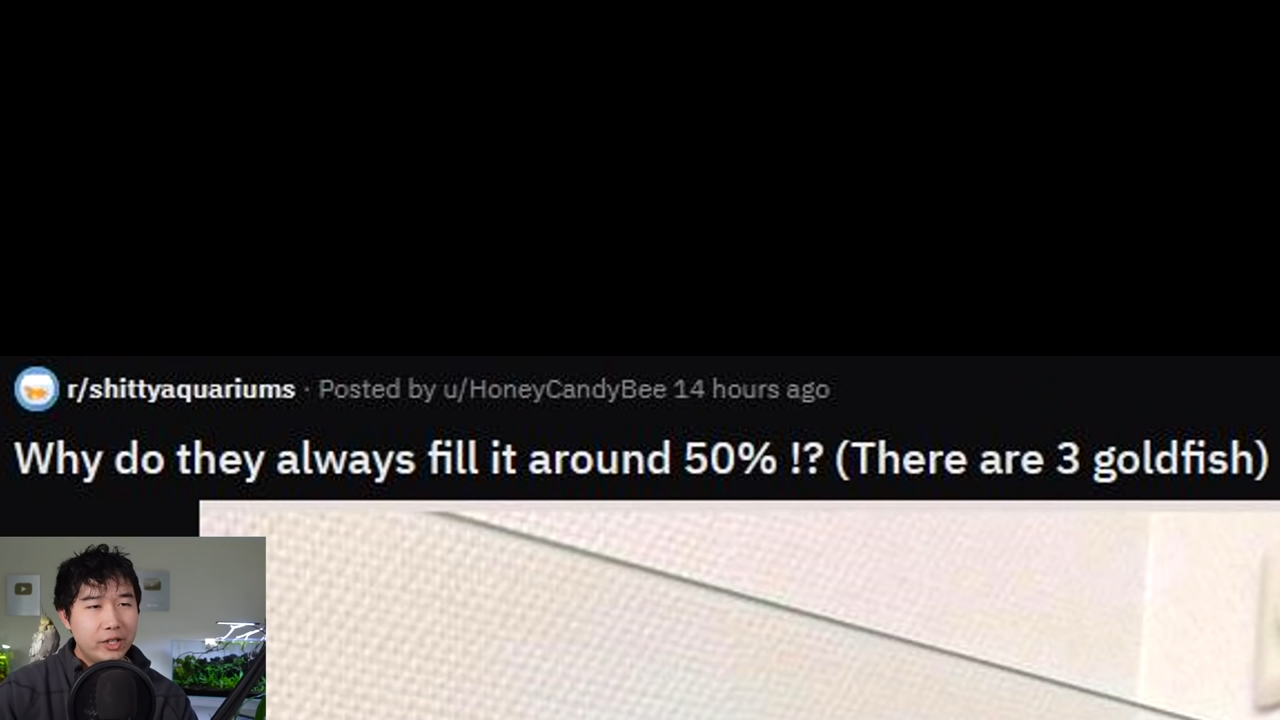 r/shittyaquariums · Posted by u/HoneyCandyBee 14 hours ago
Why do they always fill it around 50% !? (There are 3 goldfish)